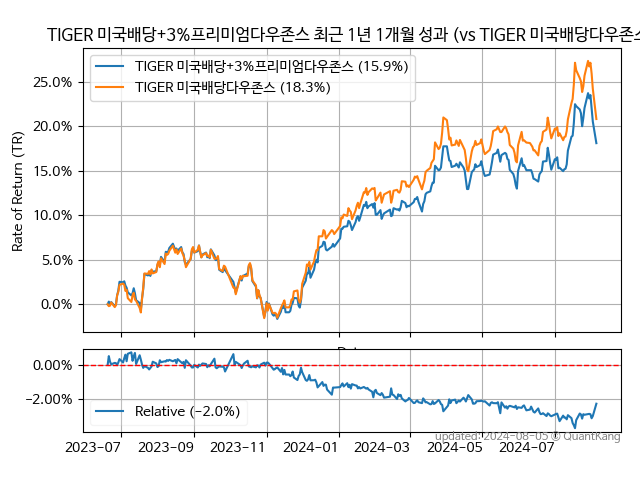 TIGER 미국배당+3%프리미엄다우존스 최근 1년 1개월 성과 (vs TIGER 미국배당다우존스
TIGER 미국배당+3%프리미엄다우존스 (15.9%)
TIGER 미국배당다우존스 (18.3%)
Rate of Return (TR)
25.0%
20.0%
15.0%
10.0%
5.0%
0.0%
0.00%
−2.00%
Relative (−2.0%)
2023-07 2023-09 2023-11 2024-01 2024-03 2024-05 2024-07
updated: 2024-08-05 © QuantKang